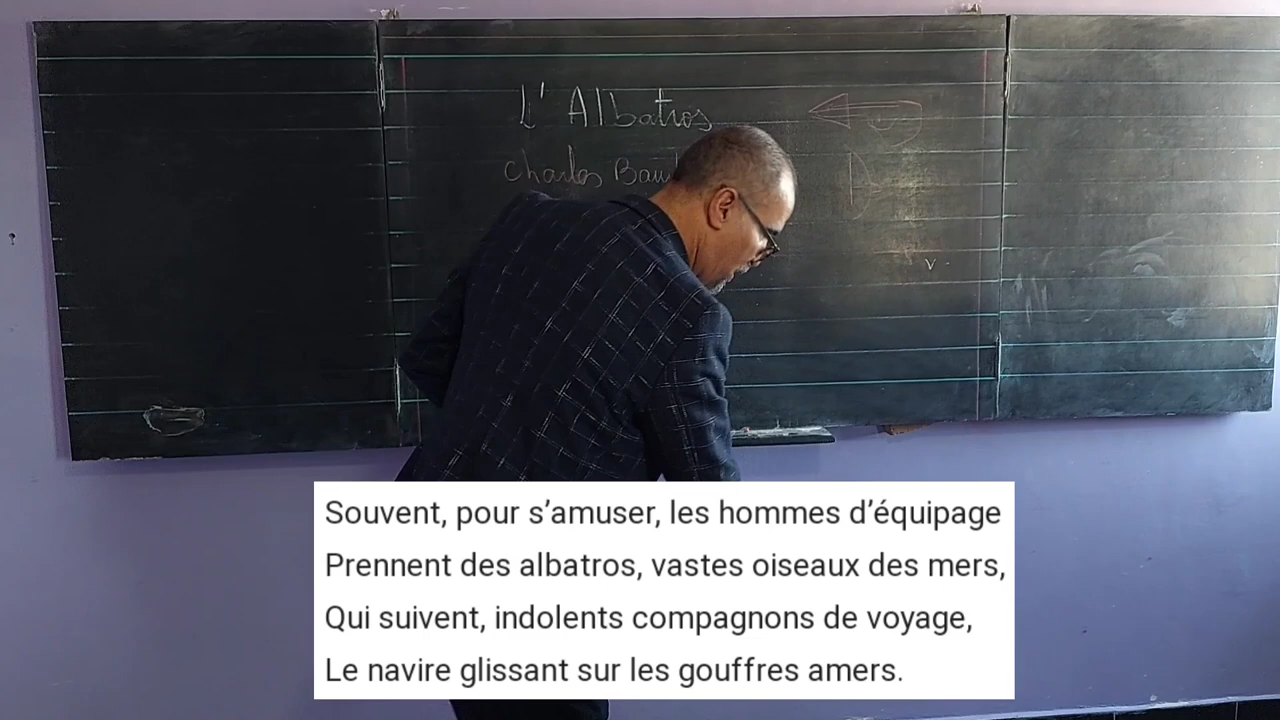 L'Albatros
Charles
Souvent, pour s’amuser, les hommes d’équipage
Prennent des albatros, vastes oiseaux des mers,
Qui suivent, indolents compagnons de voyage,
Le navire glissant sur les gouffres amers.